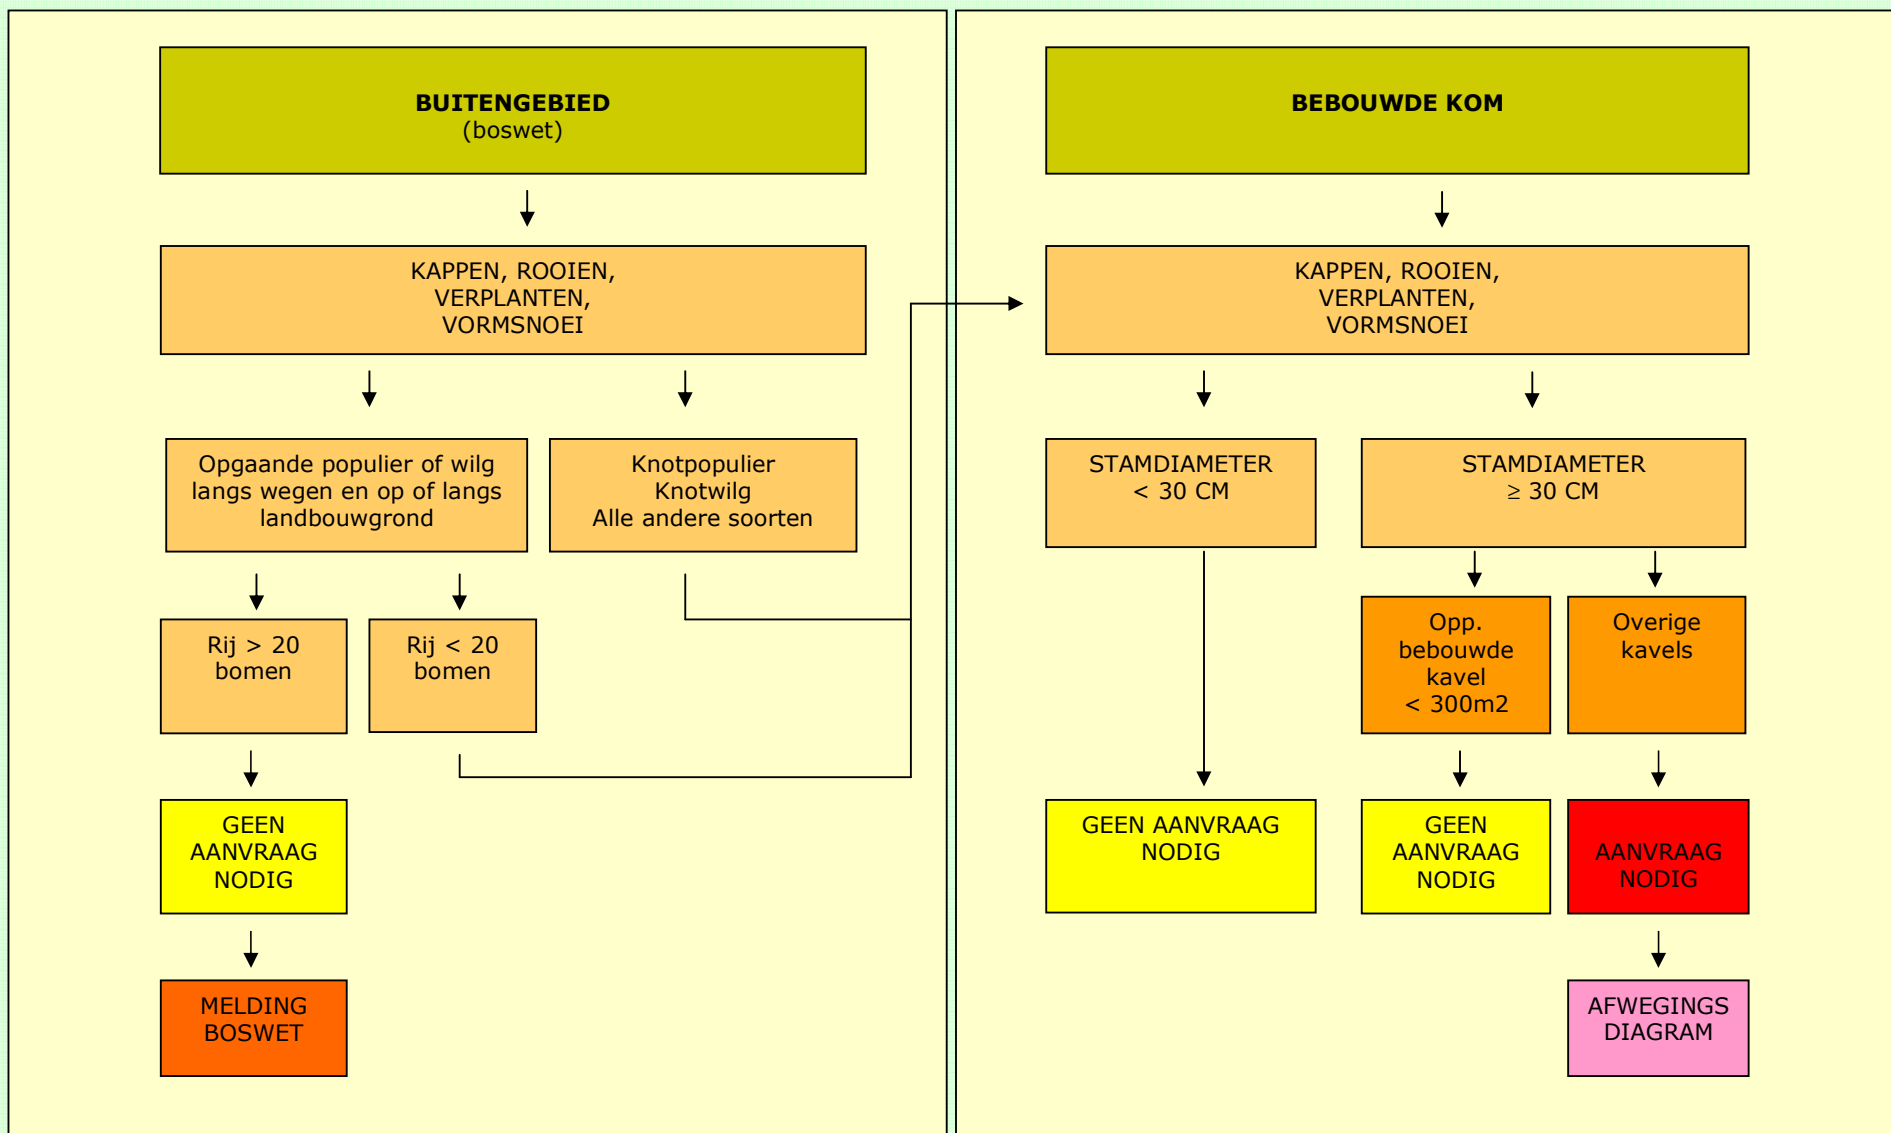 BUITENGEBIED
(boswet)
KAPPEN, ROOIEN,
VERPLANTEN,
VORMSNOEI
Opgaande populier of wilg
langs wegen en op of langs
landbouwgrond
Knotpopulier
Knotwilg
Alle andere soorten
Rij > 20
bomen
Rij < 20
bomen
GEEN
AANVRAAG
NODIG
MELDING
BOSWET
BEBOUWDE KOM
KAPPEN, ROOIEN,
VERPLANTEN,
VORMSNOEI
STAMDIAMETER
< 30 CM
STAMDIAMETER
≥ 30 CM
Opp.
bebouwde
kavel
< 300m2
Overige
kavels
GEEN AANVRAAG
NODIG
GEEN
AANVRAAG
NODIG
AANVRAAG
NODIG
AFWEGINGS
DIAGRAM